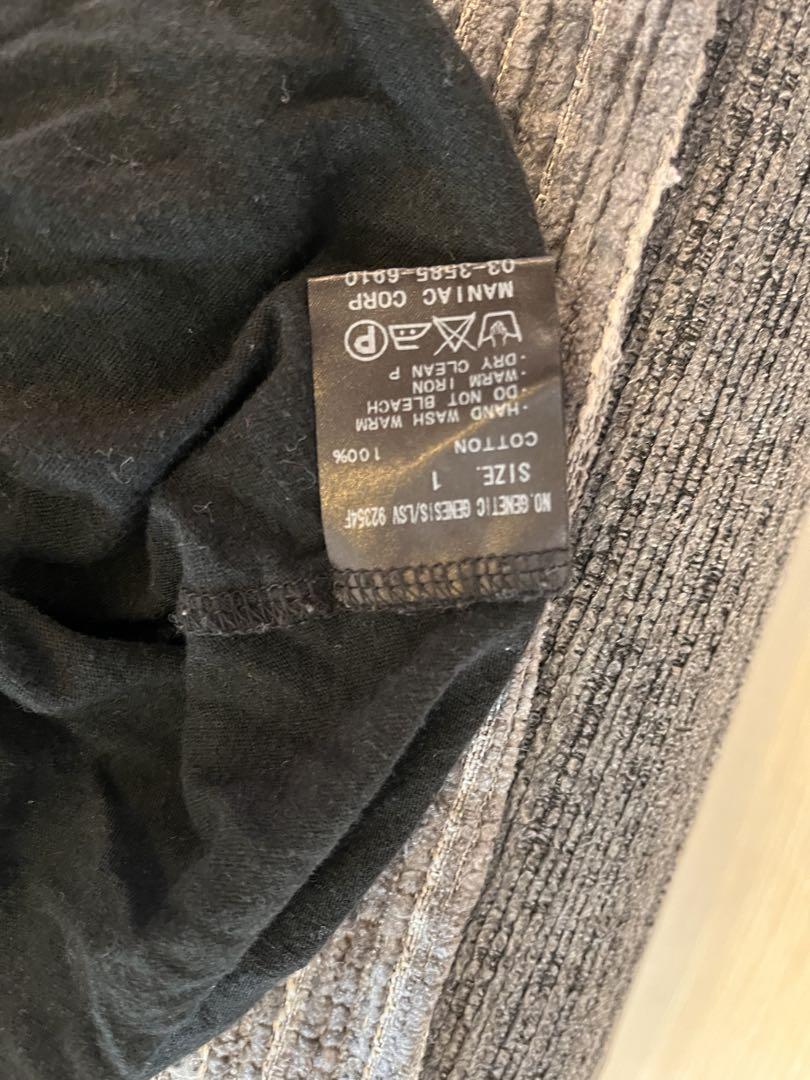 NO.GENETIC GENESIS/LSV 92354F
SIZE. 1
COTTON 100%
- HAND WASH WARM
- DO NOT BLEACH
- WARM IRON
- DRY CLEAN P
P
MANIAC CORP
03-3585-6910